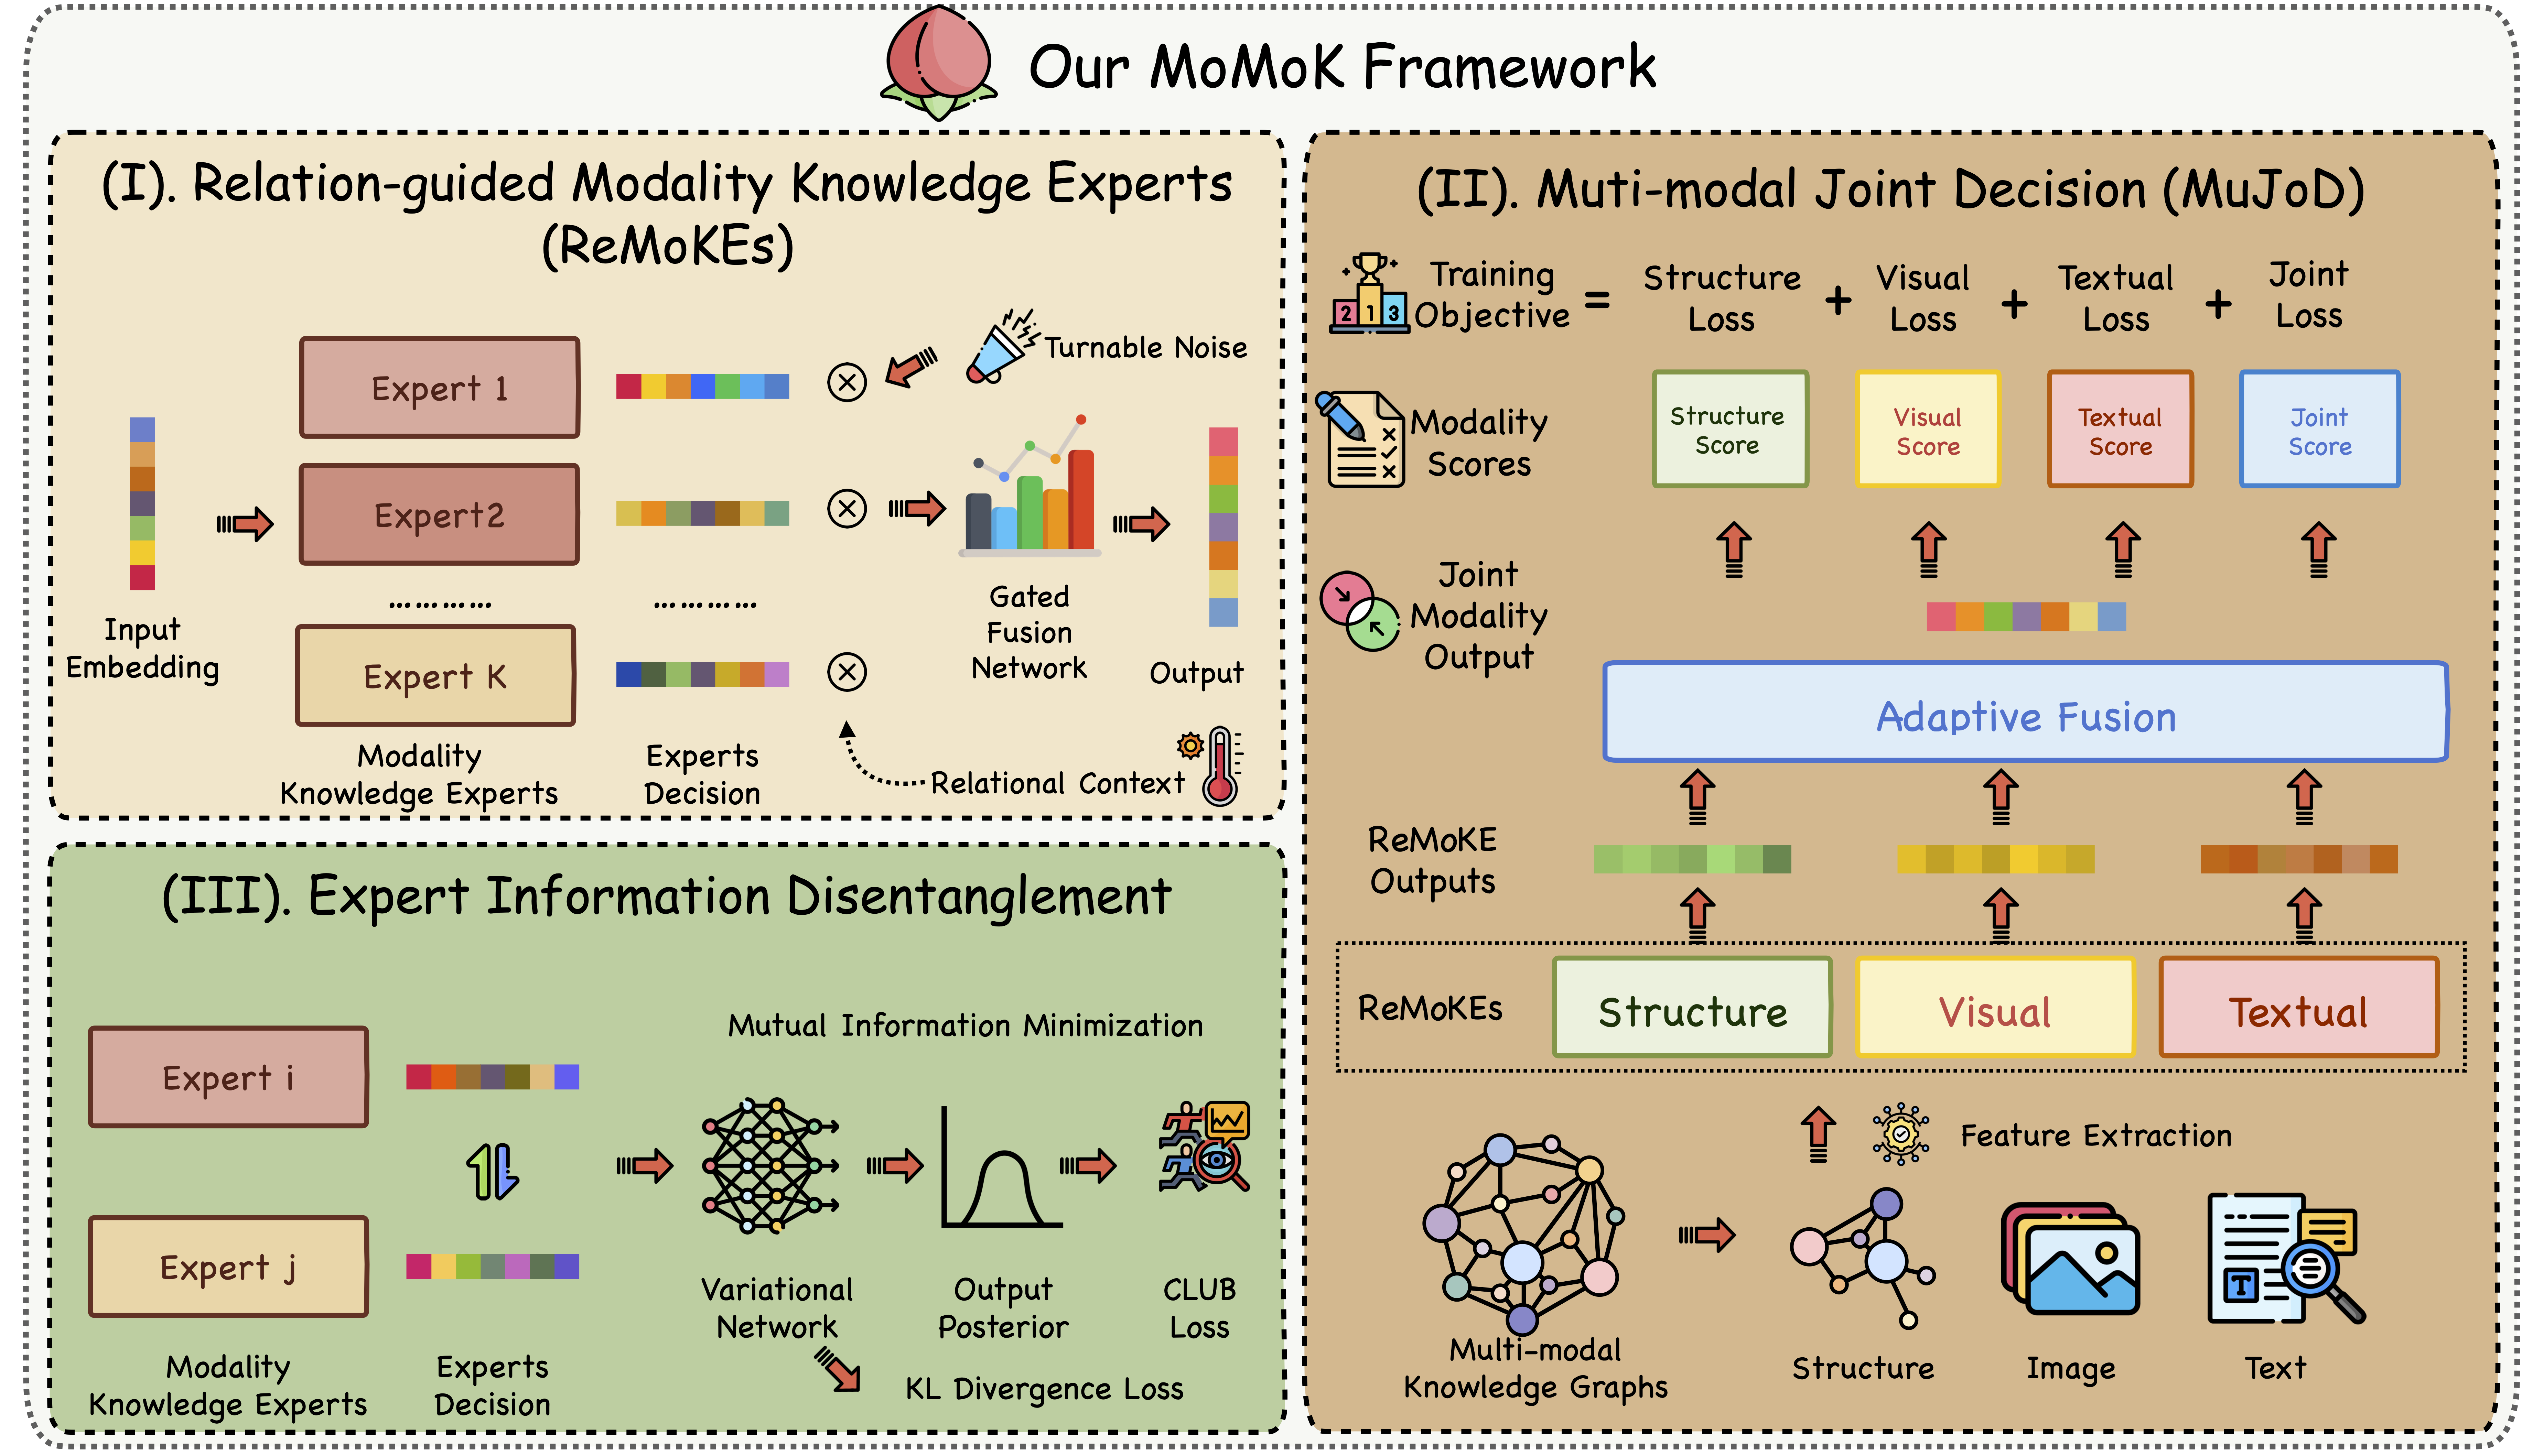 Our MoMoK Framework
(I). Relation-guided Modality Knowledge Experts
(ReMoKEs)
Input
Embedding
Expert 1
Expert2
…………
Expert K
Modality
Knowledge Experts
…………
Experts
Decision
Turnable Noise
Gated
Fusion
Network
Output
Relational Context
(II). Muti-modal Joint Decision (MuJoD)
2
1
3
Training
Objective
=
Structure
Loss
+
Visual
Loss
+
Textual
Loss
+
Joint
Loss
Modality
Scores
Structure
Score
Visual
Score
Textual
Score
Joint
Score
Joint
Modality
Output
Adaptive Fusion
ReMoKE
Outputs
ReMoKEs
Structure
Visual
Textual
Feature Extraction
Multi-modal
Knowledge Graphs
Structure
Image
T
Text
(III). Expert Information Disentanglement
Mutual Information Minimization
Expert i
Expert j
Modality
Knowledge Experts
Experts
Decision
Variational
Network
Output
Posterior
CLUB
Loss
KL Divergence Loss